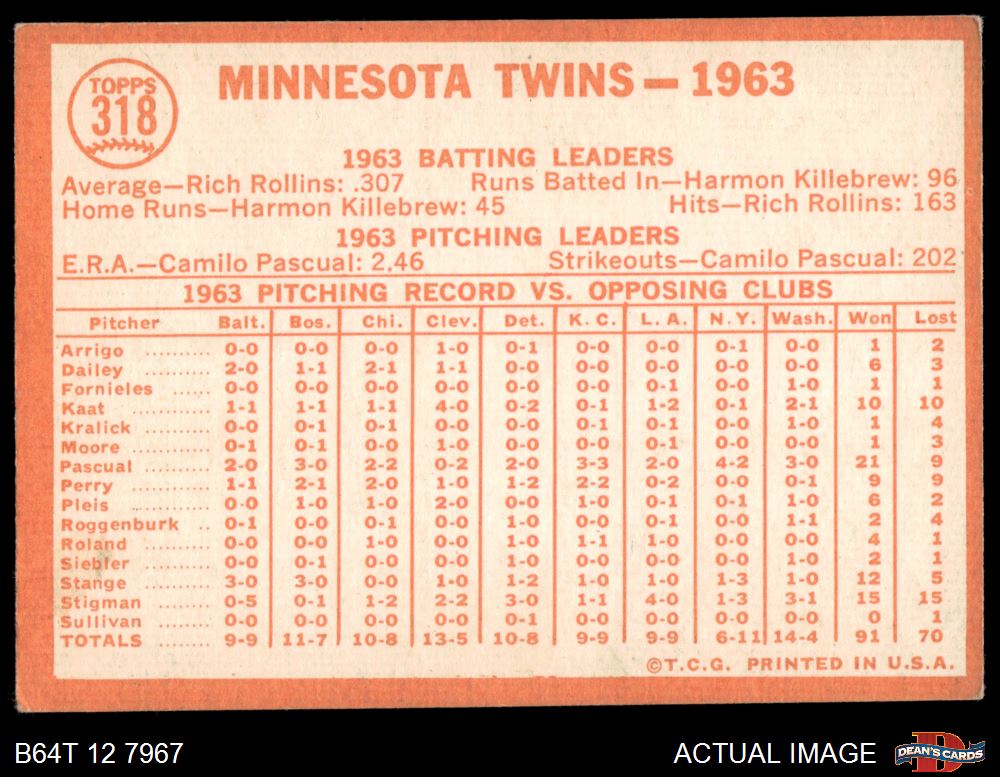 TOPPS
318
MINNESOTA TWINS—1963
1963 BATTING LEADERS
Average—Rich Rollins: .307 Runs Batted In—Harmon Killebrew: 96
Home Runs—Harmon Killebrew: 45 Hits—Rich Rollins: 163
1963 PITCHING LEADERS
E.R.A.—Camilo Pascual: 2.46 Strikeouts—Camilo Pascual: 202
1963 PITCHING RECORD VS. OPPOSING CLUBS
Pitcher Balt. Bos. Chi. Clev. Det. K. C. L. A. N. Y. Wash. Won Lost
Arrigo .......... 0-0 0-0 0-0 1-0 0-1 0-0 0-0 0-1 0-0 1 2
Dailey .......... 2-0 1-1 2-1 1-1 0-0 0-0 0-0 0-0 0-0 6 3
Fornieles ...... 0-0 0-0 0-0 0-0 0-0 0-0 0-1 0-0 1-0 1 1
Kaat ............ 1-1 1-1 1-1 4-0 0-2 0-1 1-2 0-1 2-1 10 10
Kralick ......... 0-0 0-1 0-1 0-0 0-0 0-1 0-1 0-0 1-0 1 4
Moore .......... 0-1 0-0 0-1 1-0 0-0 0-0 0-1 0-0 0-0 1 3
Pascual ........ 2-0 3-0 2-2 0-2 2-0 3-3 2-0 4-2 3-0 21 9
Perry ........... 1-1 2-1 2-0 1-0 1-2 2-2 0-2 0-0 0-1 9 9
Pleis ............ 0-0 1-0 1-0 2-0 0-0 1-0 0-1 0-1 1-0 6 2
Roggenburk .. 0-1 0-0 0-1 0-0 1-0 0-0 0-1 0-0 1-1 2 4
Roland ......... 0-0 0-0 1-0 0-0 1-0 1-1 1-0 0-0 0-0 4 1
Siebler ......... 0-0 0-1 0-0 0-0 1-0 0-0 0-0 0-0 1-0 2 1
Stange ......... 3-0 3-0 0-0 1-0 1-2 1-0 1-0 1-3 1-0 12 5
Stigman ....... 0-5 0-1 1-2 2-2 3-0 1-1 4-0 1-3 3-1 15 15
Sullivan ........ 0-0 0-0 0-0 0-0 0-1 0-0 0-0 0-0 0-0 0 1
TOTALS 9-9 11-7 10-8 13-5 10-8 9-9 9-9 6-11 14-4 91 70
©T.C.G. PRINTED IN U.S.A.
B64T 12 7967 ACTUAL IMAGE DEAN'S CARDS